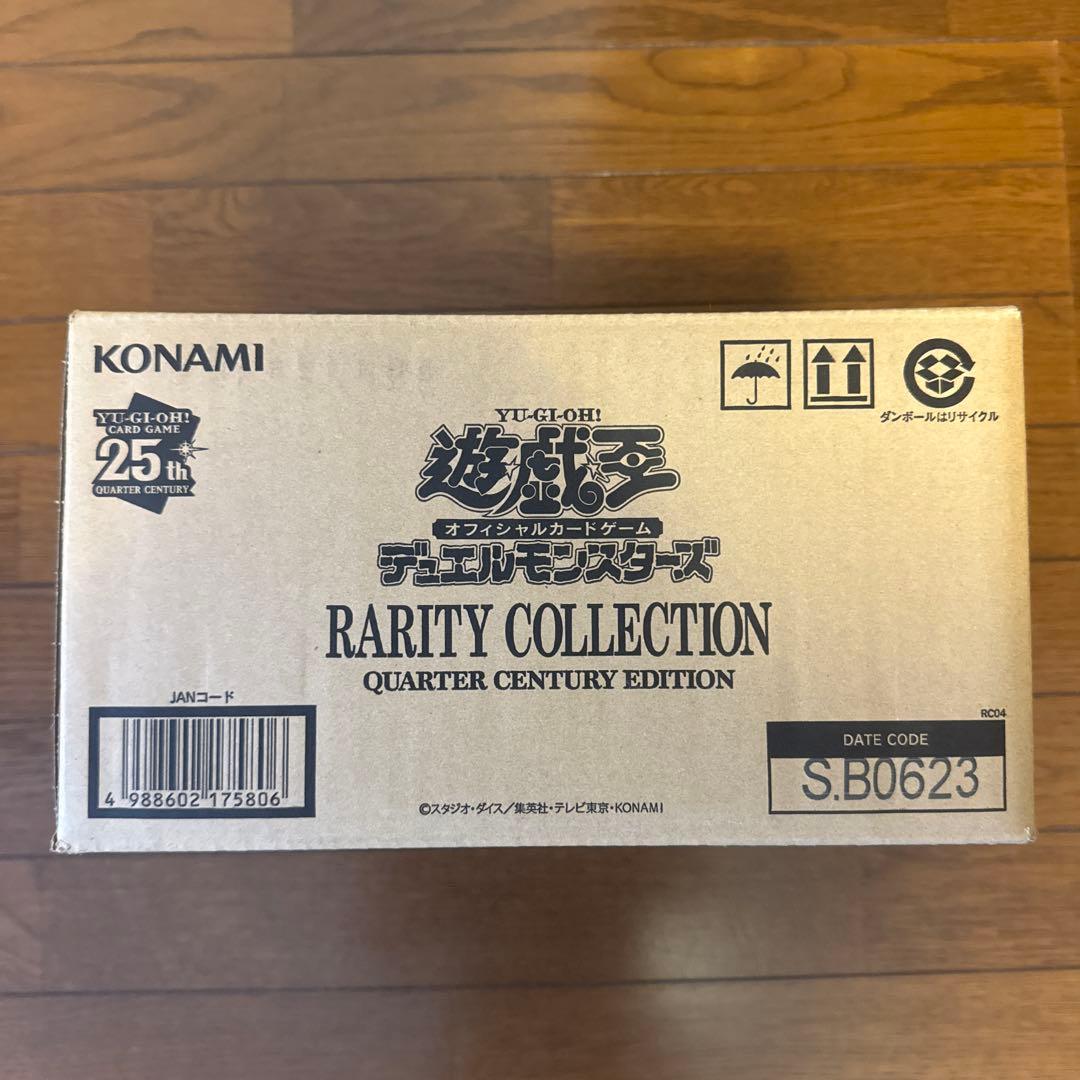 KONAMI
YU-GI-OH!
CARD GAME
25th
QUARTER CENTURY
ダンボールはリサイクル
YU-GI-OH!
遊戯王
オフィシャルカードゲーム
デュエルモンスターズ
RARITY COLLECTION
QUARTER CENTURY EDITION
JANコード
4 988602 175806
©スタジオ・ダイス/集英社・テレビ東京・KONAMI
RC04
DATE CODE
S.B0623